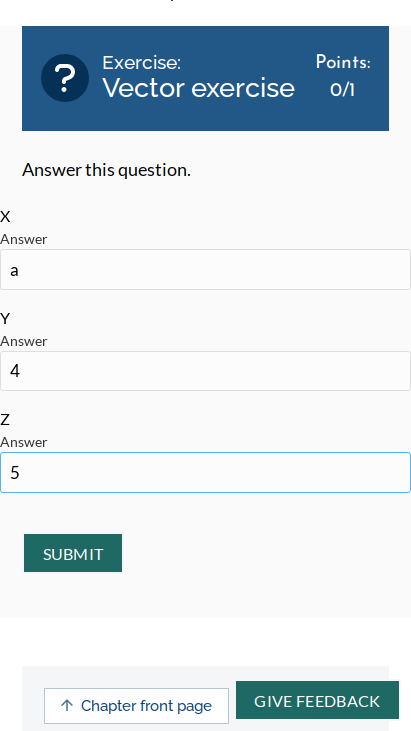 Exercise:
Vector exercise
Points:
0/1
Answer this question.
X
Answer
a
Y
Answer
4
Z
Answer
5
SUBMIT
Chapter front page
GIVE FEEDBACK